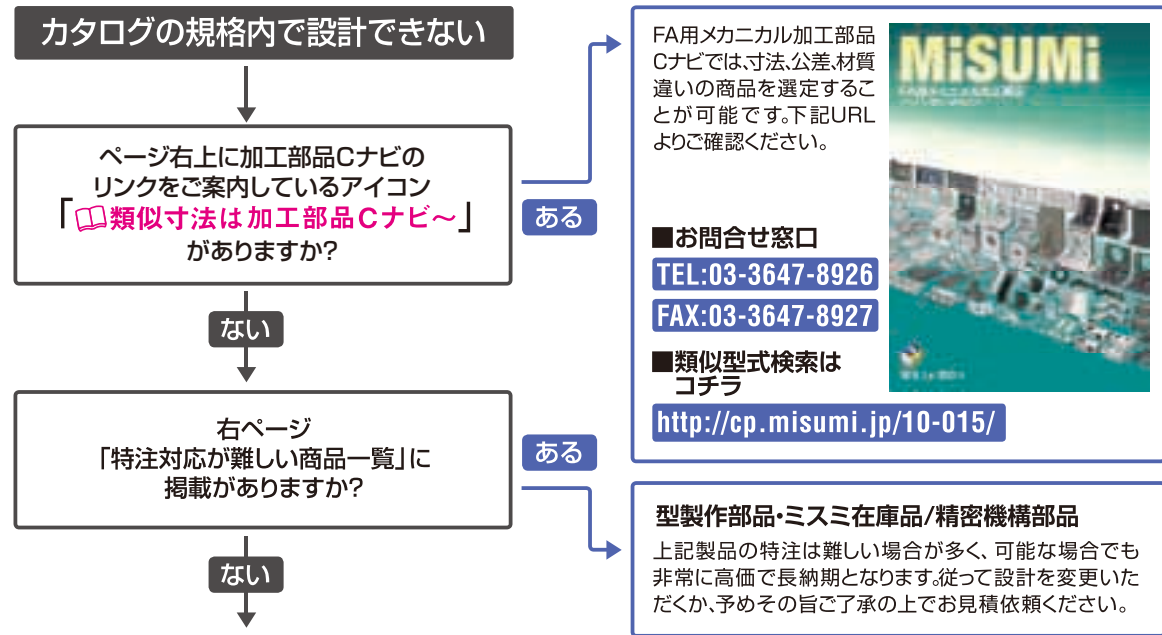 カタログの規格内で設計できない
ページ右上に加工部品Cナビの
リンクをご案内しているアイコン
「類似寸法は加工部品Cナビ〜」
がありますか?
ある
ない
右ページ
「特注対応が難しい商品一覧」に
掲載がありますか?
ある
ない
FA用メカニカル加工部品
Cナビでは、寸法、公差、材質
違いの商品を選定するこ
とが可能です。下記URL
よりご確認ください。
■お問合せ窓口
TEL:03-3647-8926
FAX:03-3647-8927
■類似型式検索は
コチラ
http://cp.misumi.jp/10-015/
MiSUMi
FA用メカニカル加工部品
型製作部品・ミスミ在庫品/精密機構部品
上記製品の特注は難しい場合が多く、可能な場合でも
非常に高価で長納期となります。従って設計を変更いた
だくか、予めその旨ご了承の上でお見積依頼ください。